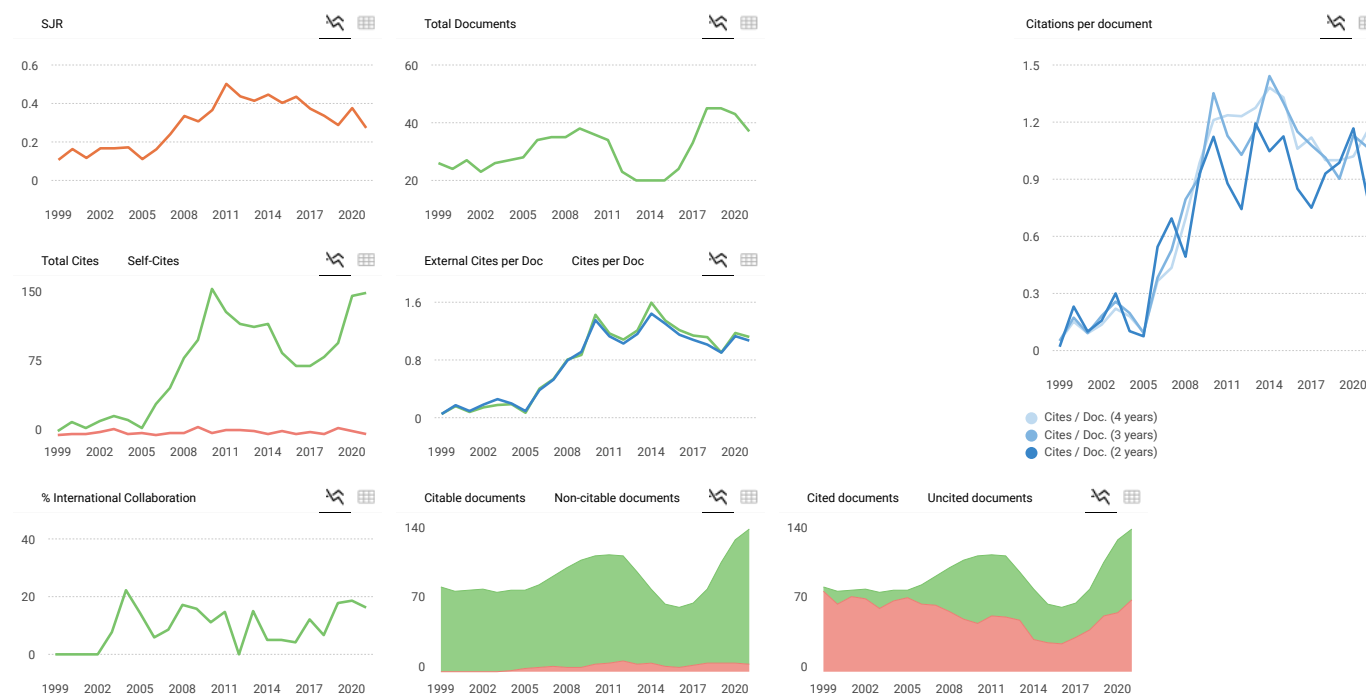 SJR
0.6
0.4
0.2
0
1999 2002 2005 2008 2011 2014 2017 2020
Total Documents
60
40
20
1999 2002 2005 2008 2011 2014 2017 2020
Citations per document
1.5
1.2
0.9
0.6
0.3
0
1999 2002 2005 2008 2011 2014 2017 2020
Cites / Doc. (4 years)
Cites / Doc. (3 years)
Cites / Doc. (2 years)
Total Cites Self-Cites
150
75
0
1999 2002 2005 2008 2011 2014 2017 2020
External Cites per Doc Cites per Doc
1.6
0.8
0
1999 2002 2005 2008 2011 2014 2017 2020
% International Collaboration
40
20
0
1999 2002 2005 2008 2011 2014 2017 2020
Citable documents Non-citable documents
140
70
0
1999 2002 2005 2008 2011 2014 2017 2020
Cited documents Uncited documents
140
70
0
1999 2002 2005 2008 2011 2014 2017 2020